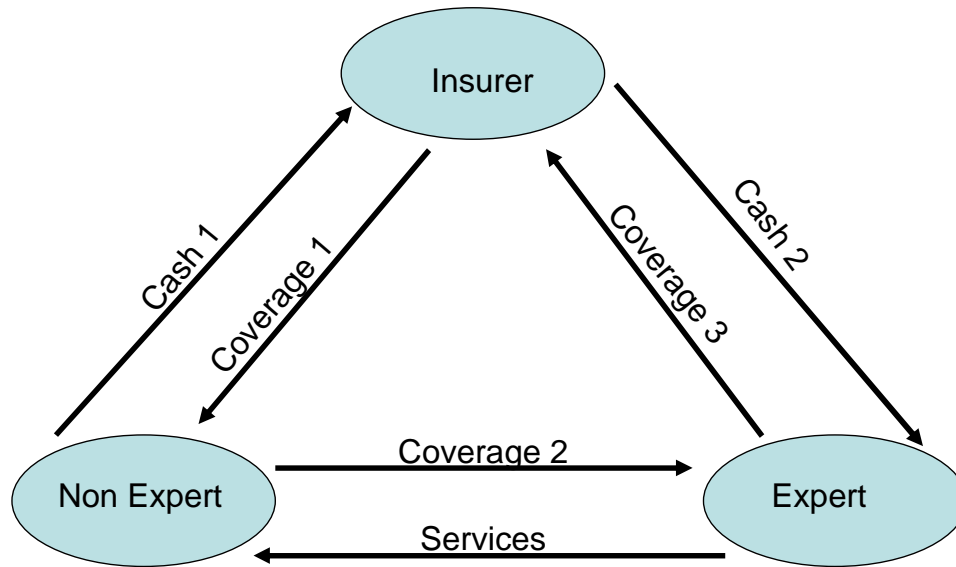 Insurer
Cash 1
Coverage 1
Coverage 3
Cash 2
Non Expert
Coverage 2
Expert
Services